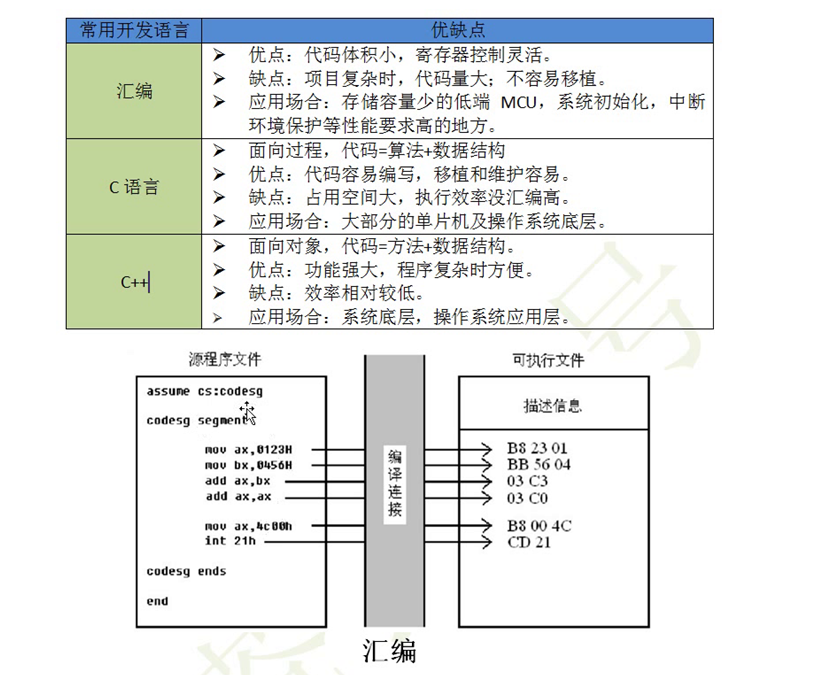 常用开发语言 优缺点
汇编
➢ 优点：代码体积小，寄存器控制灵活。
➢ 缺点：项目复杂时，代码量大；不容易移植。
➢ 应用场合：存储容量少的低端 MCU，系统初始化，中断
环境保护等性能要求高的地方。
C 语言
➢ 面向过程，代码=算法+数据结构
➢ 优点：代码容易编写，移植和维护容易。
➢ 缺点：占用空间大，执行效率没汇编高。
➢ 应用场合：大部分的单片机及操作系统底层。
C++
➢ 面向对象，代码=方法+数据结构。
➢ 优点：功能强大，程序复杂时方便。
➢ 缺点：效率相对较低。
➢ 应用场合：系统底层，操作系统应用层。
源程序文件
assume cs:codesg
codesg segment
mov ax,0123H
mov bx,0456H
add ax,bx
add ax,ax
mov ax,4c00h
int 21h
codesg ends
end
编译连接
可执行文件
描述信息
B8 23 01
BB 56 04
03 C3
03 C0
B8 00 4C
CD 21
汇编